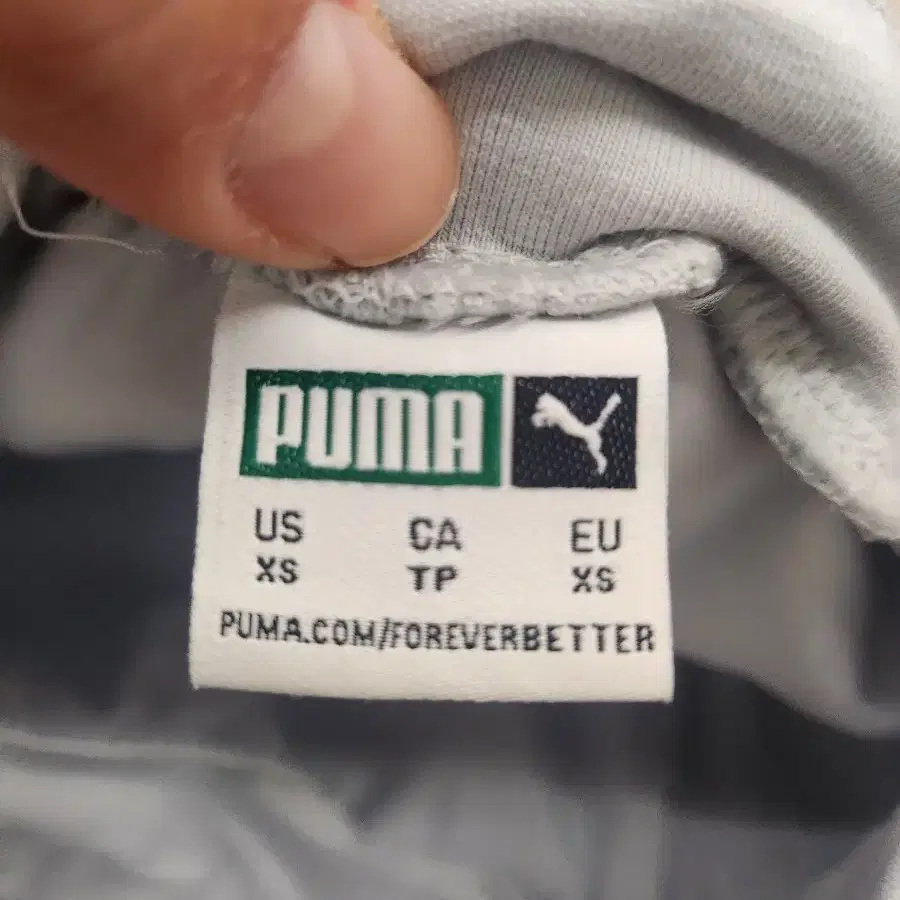 PUMA
US CA EU
XS TP XS
PUMA.COM/FOREVERBETTER